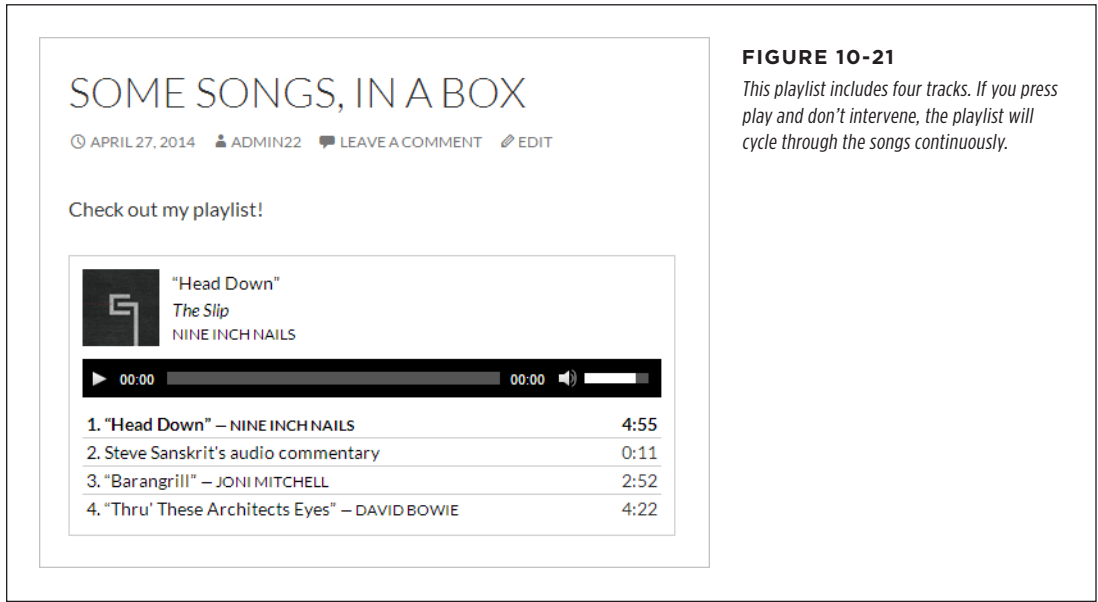 SOME SONGS, IN A BOX
APRIL 27, 2014 ADMIN22 LEAVE A COMMENT EDIT
Check out my playlist!
“Head Down”
The Slip
NINE INCH NAILS
00:00 00:00
1. “Head Down” – NINE INCH NAILS 4:55
2. Steve Sanskrit's audio commentary 0:11
3. “Barangrill” – JONI MITCHELL 2:52
4. “Thru' These Architects Eyes” – DAVID BOWIE 4:22
FIGURE 10-21
This playlist includes four tracks. If you press
play and don’t intervene, the playlist will
cycle through the songs continuously.